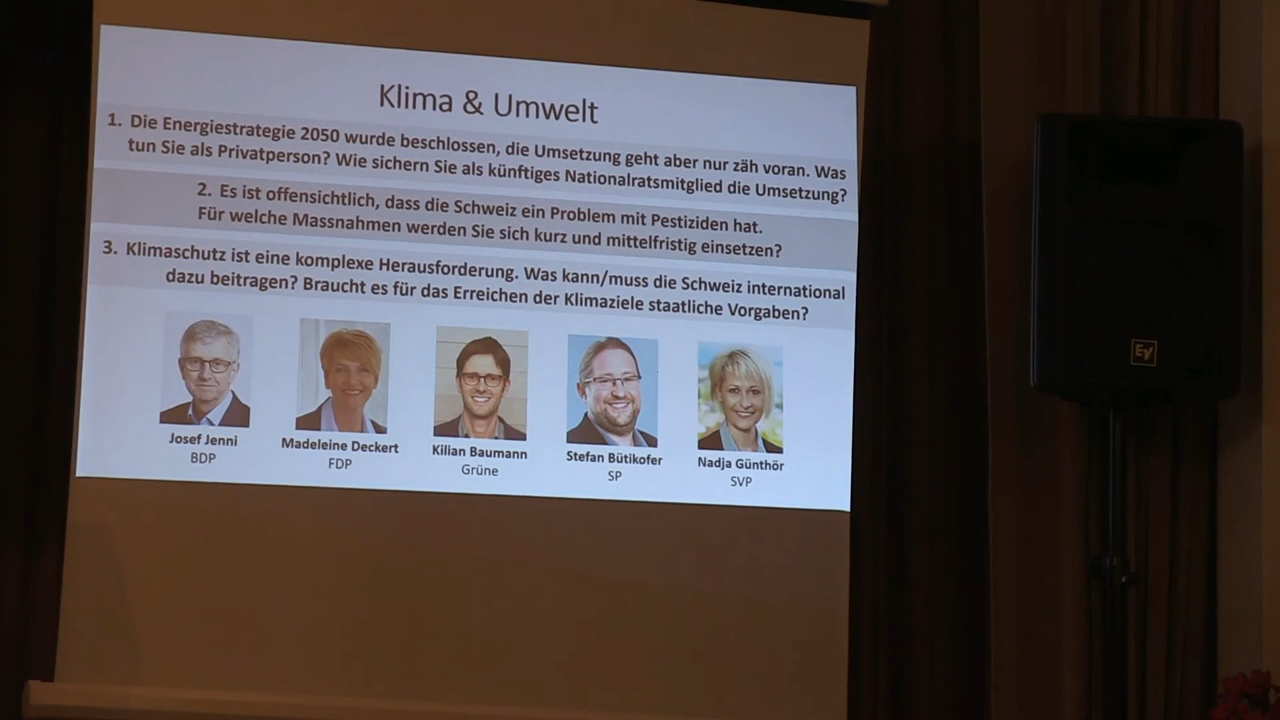 Klima & Umwelt
1. Die Energiestrategie 2050 wurde beschlossen, die Umsetzung geht aber nur zäh voran. Was
tun Sie als Privatperson? Wie sichern Sie als künftiges Nationalratsmitglied die Umsetzung?
2. Es ist offensichtlich, dass die Schweiz ein Problem mit Pestiziden hat.
Für welche Massnahmen werden Sie sich kurz und mittelfristig einsetzen?
3. Klimaschutz ist eine komplexe Herausforderung. Was kann/muss die Schweiz international
dazu beitragen? Braucht es für das Erreichen der Klimaziele staatliche Vorgaben?
Josef Jenni
BDP
Madeleine Deckert
FDP
Kilian Baumann
Grüne
Stefan Bütikofer
SP
Nadja Günthör
SVP
EV